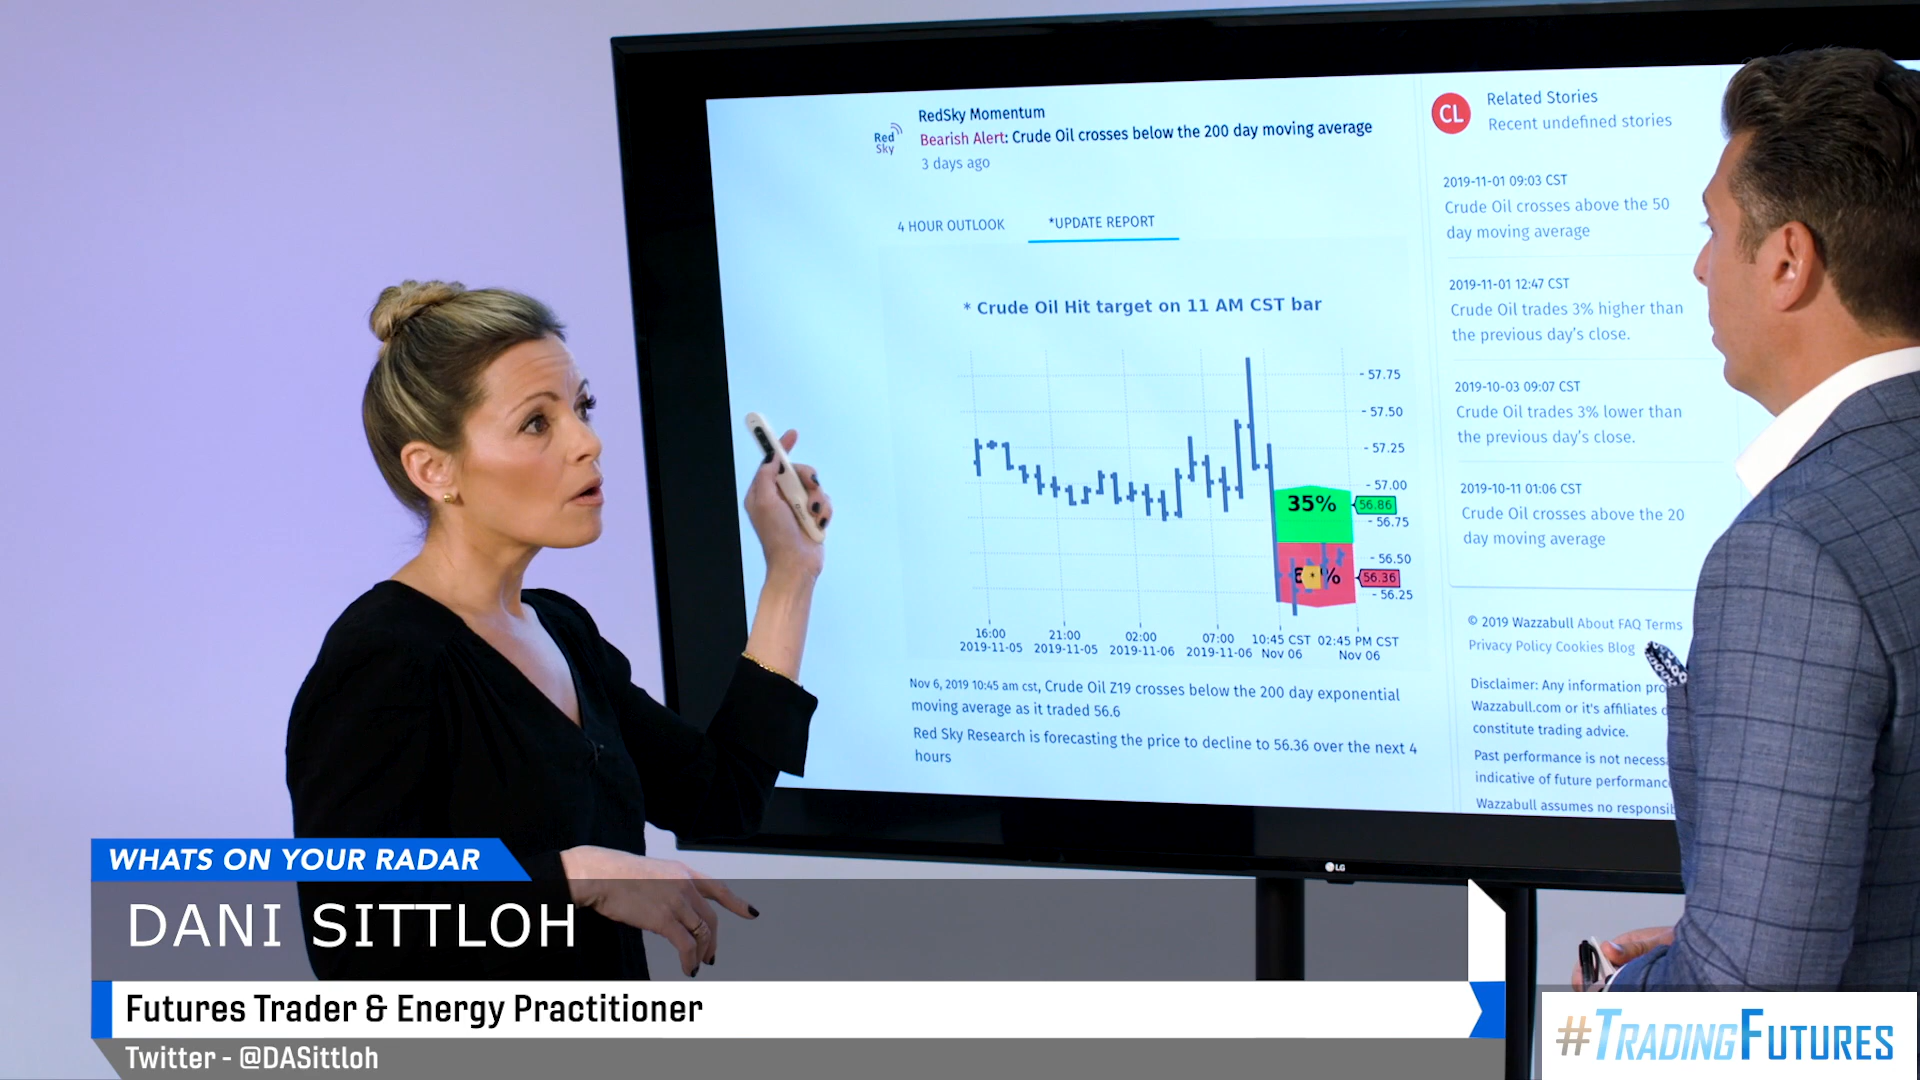 Red
Sky
RedSky Momentum
Bearish Alert: Crude Oil crosses below the 200 day moving average
3 days ago
4 HOUR OUTLOOK
*UPDATE REPORT
* Crude Oil Hit target on 11 AM CST bar
57.75
57.50
57.25
57.00
56.86
56.75
56.50
56.36
56.25
35%
%
16:00
2019-11-05
21:00
2019-11-05
02:00
2019-11-06
07:00
2019-11-06
10:45 CST
Nov 06
02:45 PM CST
Nov 06
Nov 6, 2019 10:45 am cst, Crude Oil Z19 crosses below the 200 day exponential
moving average as it traded 56.6
Red Sky Research is forecasting the price to decline to 56.36 over the next 4
hours
CL
Related Stories
Recent undefined stories
2019-11-01 09:03 CST
Crude Oil crosses above the 50
day moving average
2019-11-01 12:47 CST
Crude Oil trades 3% higher than
the previous day's close.
2019-10-03 09:07 CST
Crude Oil trades 3% lower than
the previous day's close.
2019-10-11 01:06 CST
Crude Oil crosses above the 20
day moving average
© 2019 Wazzabull About FAQ Terms
Privacy Policy Cookies Blog
Disclaimer: Any information
Wazzabull.com or it's affiliates
constitute trading advice.
Past performance is not
indicative of future
Wazzabull assumes no
LG
WHATS ON YOUR RADAR
DANI SITTLOH
Futures Trader & Energy Practitioner
Twitter - @DASittloh
#TRADINGFUTURES